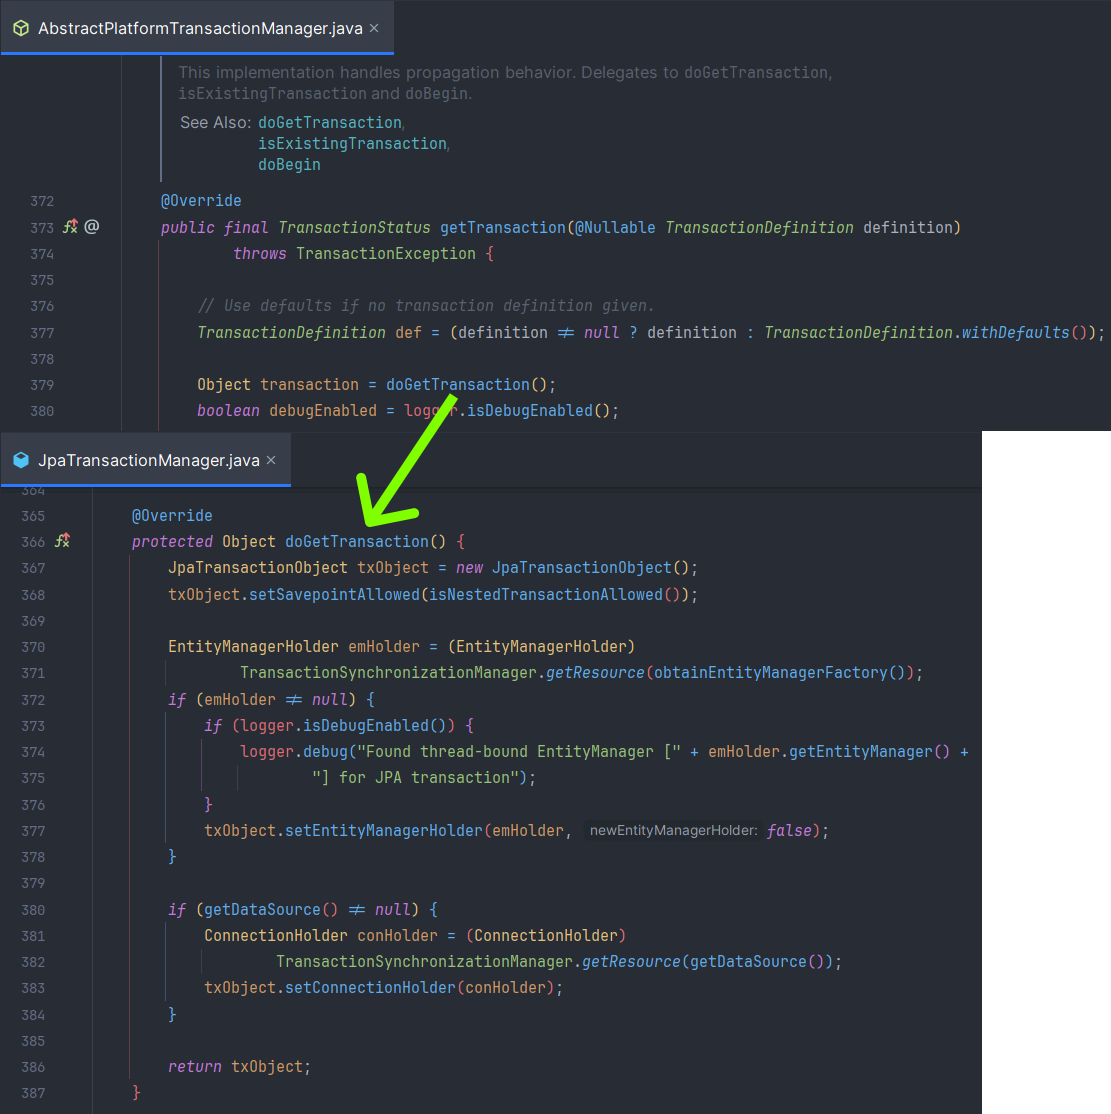 AbstractPlatformTransactionManager.java ×
This implementation handles propagation behavior. Delegates to doGetTransaction,
isExistingTransaction and doBegin.
See Also: doGetTransaction,
isExistingTransaction,
doBegin
372 @Override
373 @ public final TransactionStatus getTransaction(@Nullable TransactionDefinition definition)
374 throws TransactionException {
375
376 // Use defaults if no transaction definition given.
377 TransactionDefinition def = (definition != null ? definition : TransactionDefinition.withDefaults());
378
379 Object transaction = doGetTransaction();
380 boolean debugEnabled = logger.isDebugEnabled();
JpaTransactionManager.java ×
364
365 @Override
366 protected Object doGetTransaction() {
367 JpaTransactionObject txObject = new JpaTransactionObject();
368 txObject.setSavepointAllowed(isNestedTransactionAllowed());
369
370 EntityManagerHolder emHolder = (EntityManagerHolder)
371 TransactionSynchronizationManager.getResource(obtainEntityManagerFactory());
372 if (emHolder != null) {
373 if (logger.isDebugEnabled()) {
374 logger.debug("Found thread-bound EntityManager [" + emHolder.getEntityManager() +
375 "] for JPA transaction");
376 }
377 txObject.setEntityManagerHolder(emHolder, newEntityManagerHolder: false);
378 }
379
380 if (getDataSource() != null) {
381 ConnectionHolder conHolder = (ConnectionHolder)
382 TransactionSynchronizationManager.getResource(getDataSource());
383 txObject.setConnectionHolder(conHolder);
384 }
385
386 return txObject;
387 }